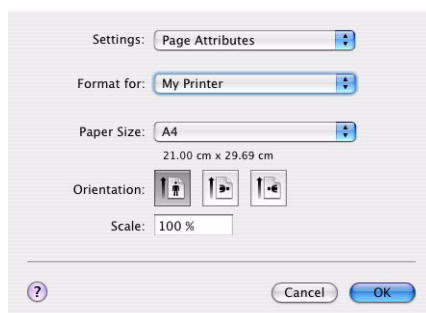 Settings: Page Attributes
Format for: My Printer
Paper Size: A4
21.00 cm x 29.69 cm
Orientation:
Scale: 100 %
? Cancel OK